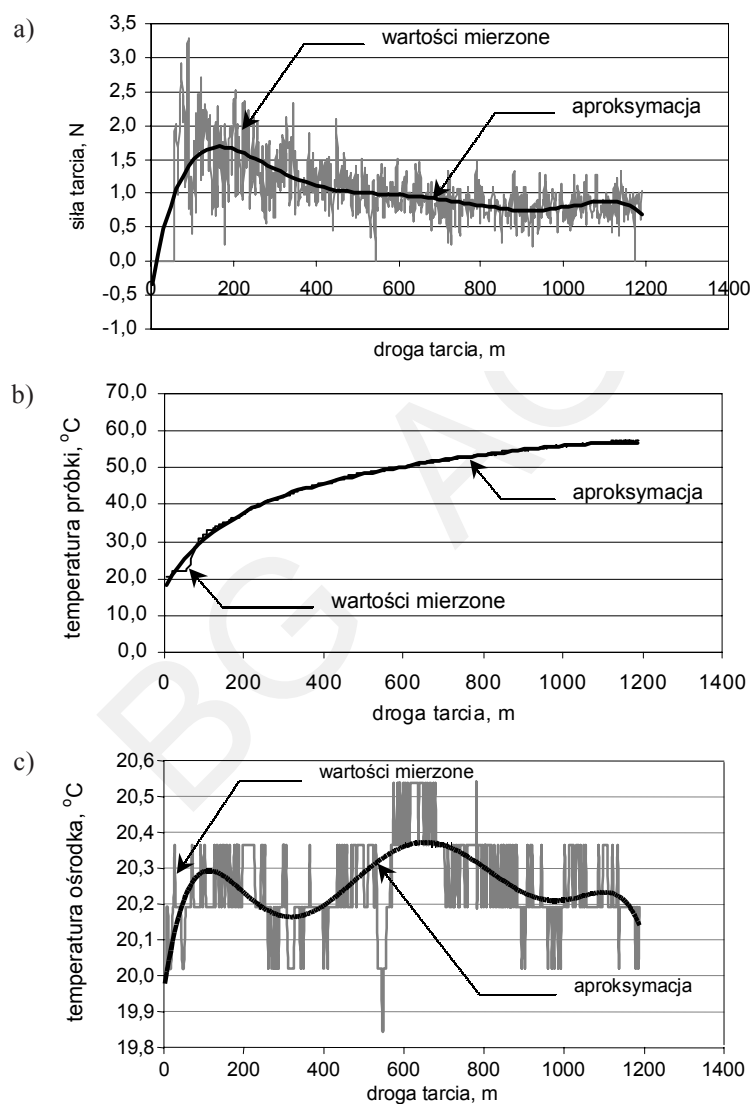 a)
3,5
3,0
2,5
2,0
1,5
1,0
0,5
0,0
-0,5
-1,0
siła tarcia, N
wartości mierzone
aproksymacja
0 200 400 600 800 1000 1200 1400
droga tarcia, m
b)
70,0
60,0
50,0
40,0
30,0
20,0
10,0
0,0
temperatura próbki, °C
aproksymacja
wartości mierzone
0 200 400 600 800 1000 1200 1400
droga tarcia, m
c)
20,6
20,5
20,4
20,3
20,2
20,1
20,0
19,9
19,8
temperatura ośrodka, °C
wartości mierzone
aproksymacja
0 200 400 600 800 1000 1200 1400
droga tarcia, m
BG